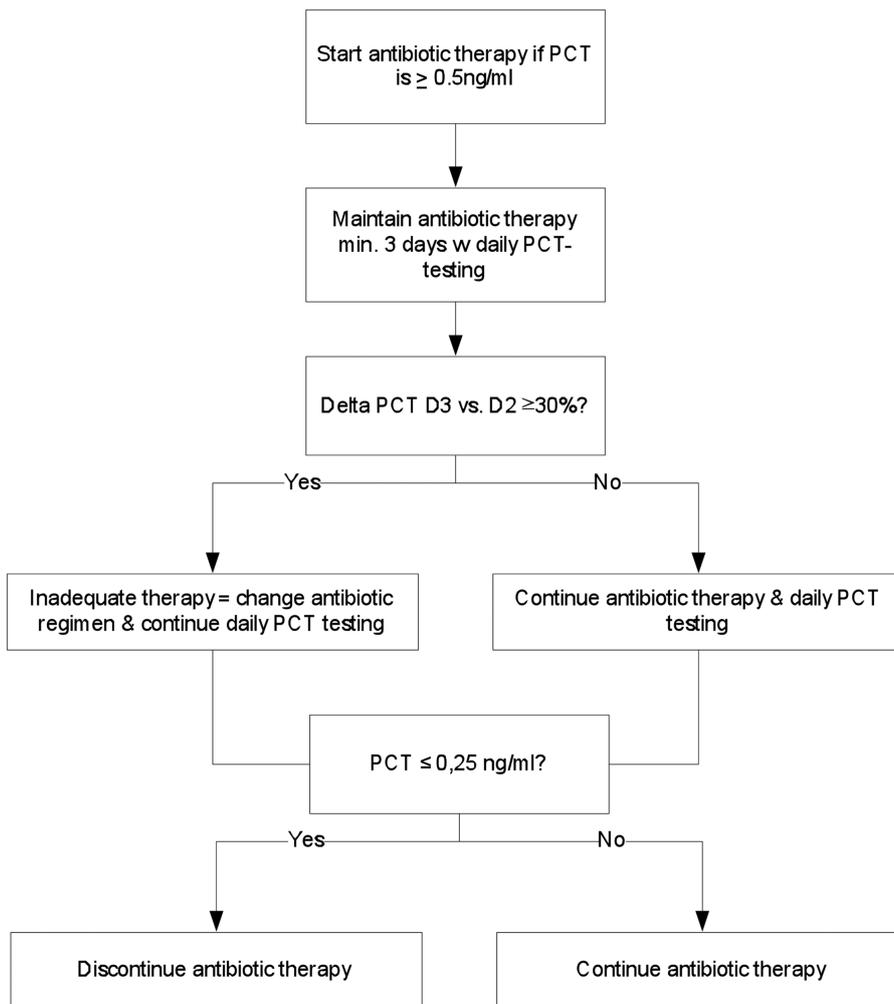 Start antibiotic therapy if PCT
is ≥ 0.5ng/ml
Maintain antibiotic therapy
min. 3 days w daily PCT-
testing
Delta PCT D3 vs. D2 ≥30%?
Yes
No
Inadequate therapy = change antibiotic
regimen & continue daily PCT testing
Continue antibiotic therapy & daily PCT
testing
PCT ≤ 0,25 ng/ml?
Yes
No
Discontinue antibiotic therapy
Continue antibiotic therapy